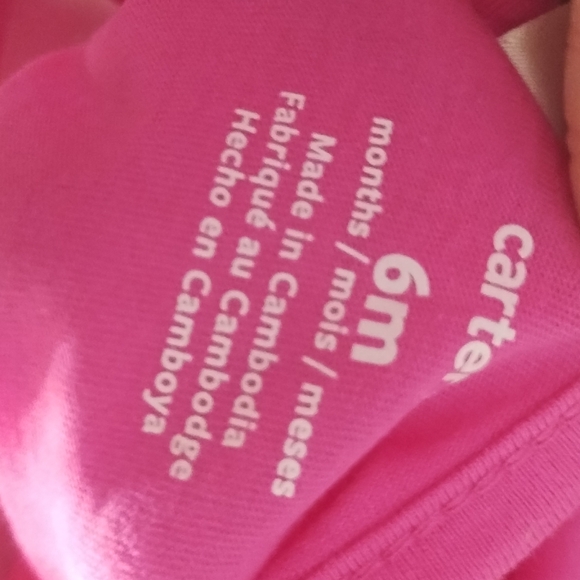 carte
6m
months / mois / meses
Made in Cambodia
Fabriqué au Cambodge
Hecho en Camboya